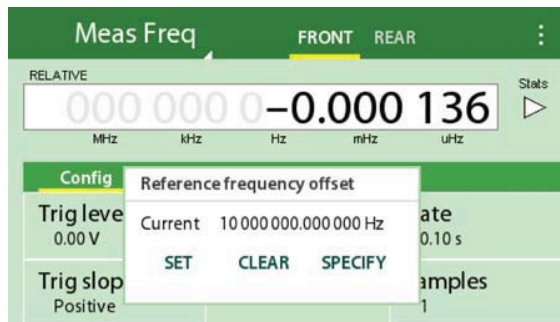 Meas Freq FRONT REAR
RELATIVE
Stats
000 000 0-0.000 136
MHz kHz Hz mHz uHz
Config
Reference frequency offset
Current 10 000 000.000 000 Hz
SET CLEAR SPECIFY
Trig leve
0.00 V
ate
0.10 s
Trig slop
Positive
amples
1